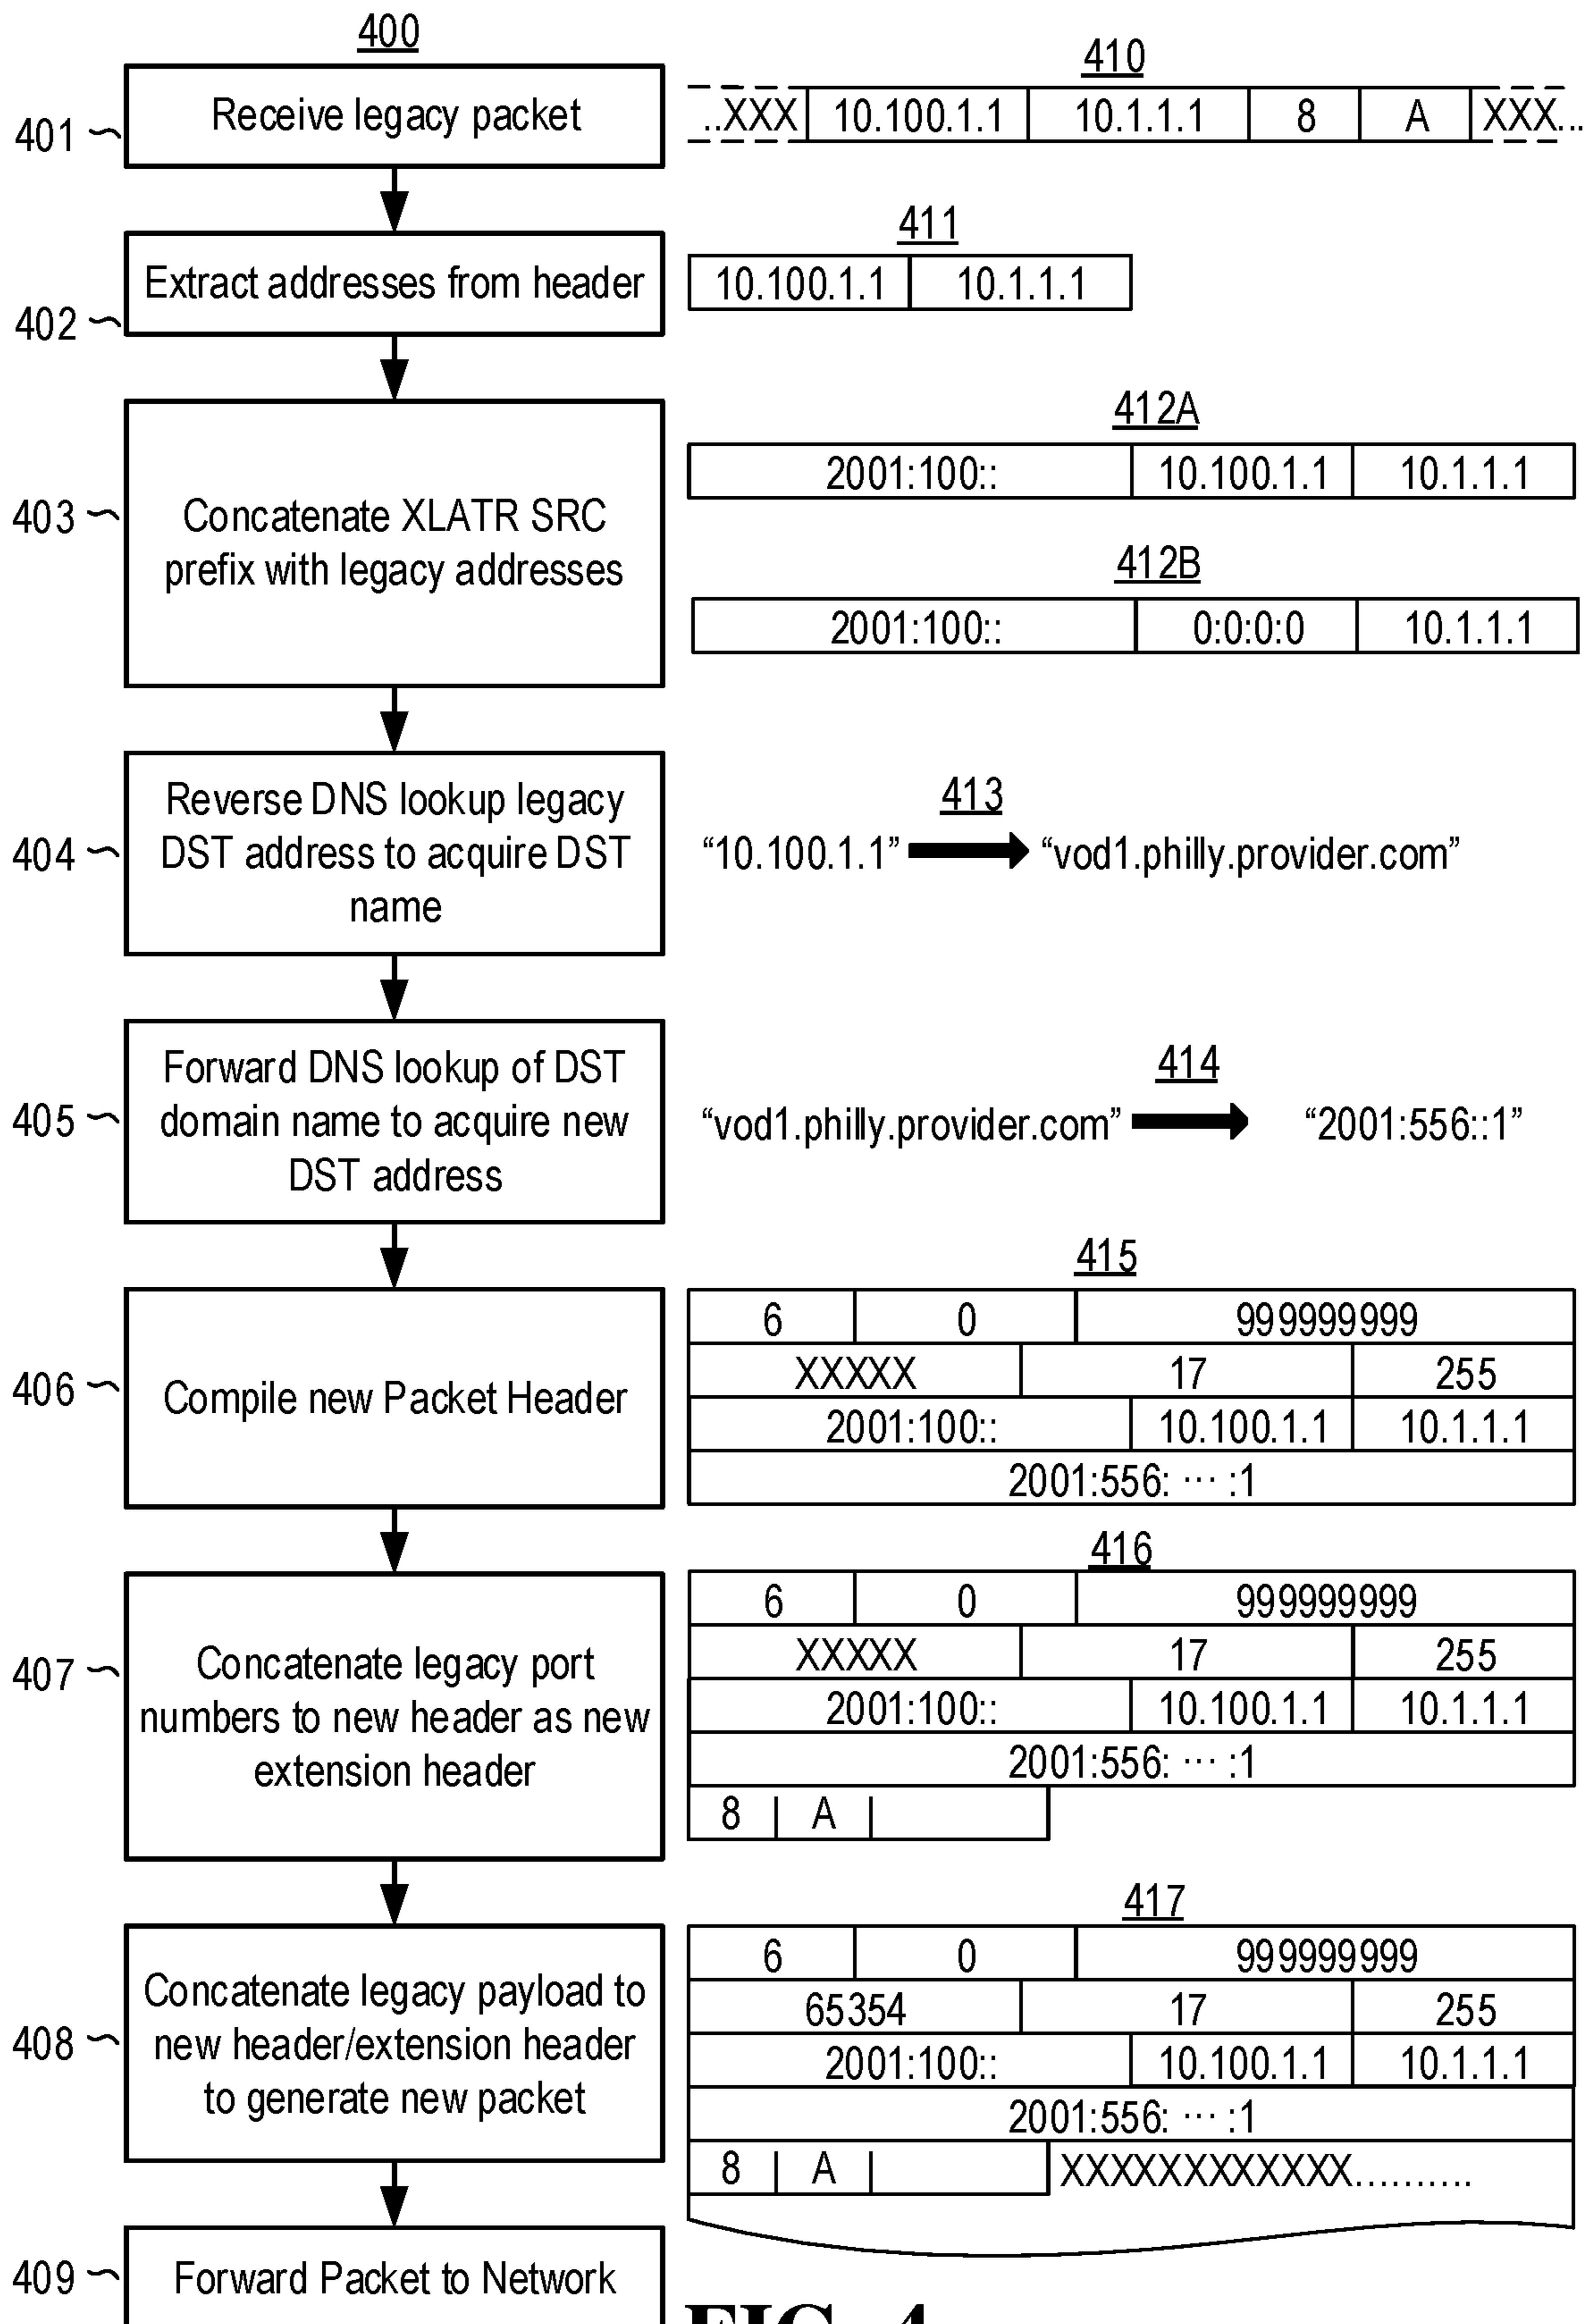 400
410
401
Receive legacy packet
..XXX 10.100.1.1 10.1.1.1 8 A XXX...
411
402
Extract addresses from header
10.100.1.1 10.1.1.1
412A
2001:100:: 10.100.1.1 10.1.1.1
403
Concatenate XLATR SRC
prefix with legacy addresses
412B
2001:100:: 0:0:0:0 10.1.1.1
404
Reverse DNS lookup legacy
DST address to acquire DST
name
413
“10.100.1.1” “vod1.philly.provider.com”
405
Forward DNS lookup of DST
domain name to acquire new
DST address
414
“vod1.philly.provider.com” “2001:556::1”
406
Compile new Packet Header
415
6 0 999999999
XXXXX 17 255
2001:100:: 10.100.1.1 10.1.1.1
2001:556: ··· :1
407
Concatenate legacy port
numbers to new header as new
extension header
416
6 0 999999999
XXXXX 17 255
2001:100:: 10.100.1.1 10.1.1.1
2001:556: ··· :1
8 A
408
Concatenate legacy payload to
new header/extension header
to generate new packet
417
6 0 999999999
65354 17 255
2001:100:: 10.100.1.1 10.1.1.1
2001:556: ··· :1
8 A XXXXXXXXXXXX..........
409
Forward Packet to Network
FIG. 4